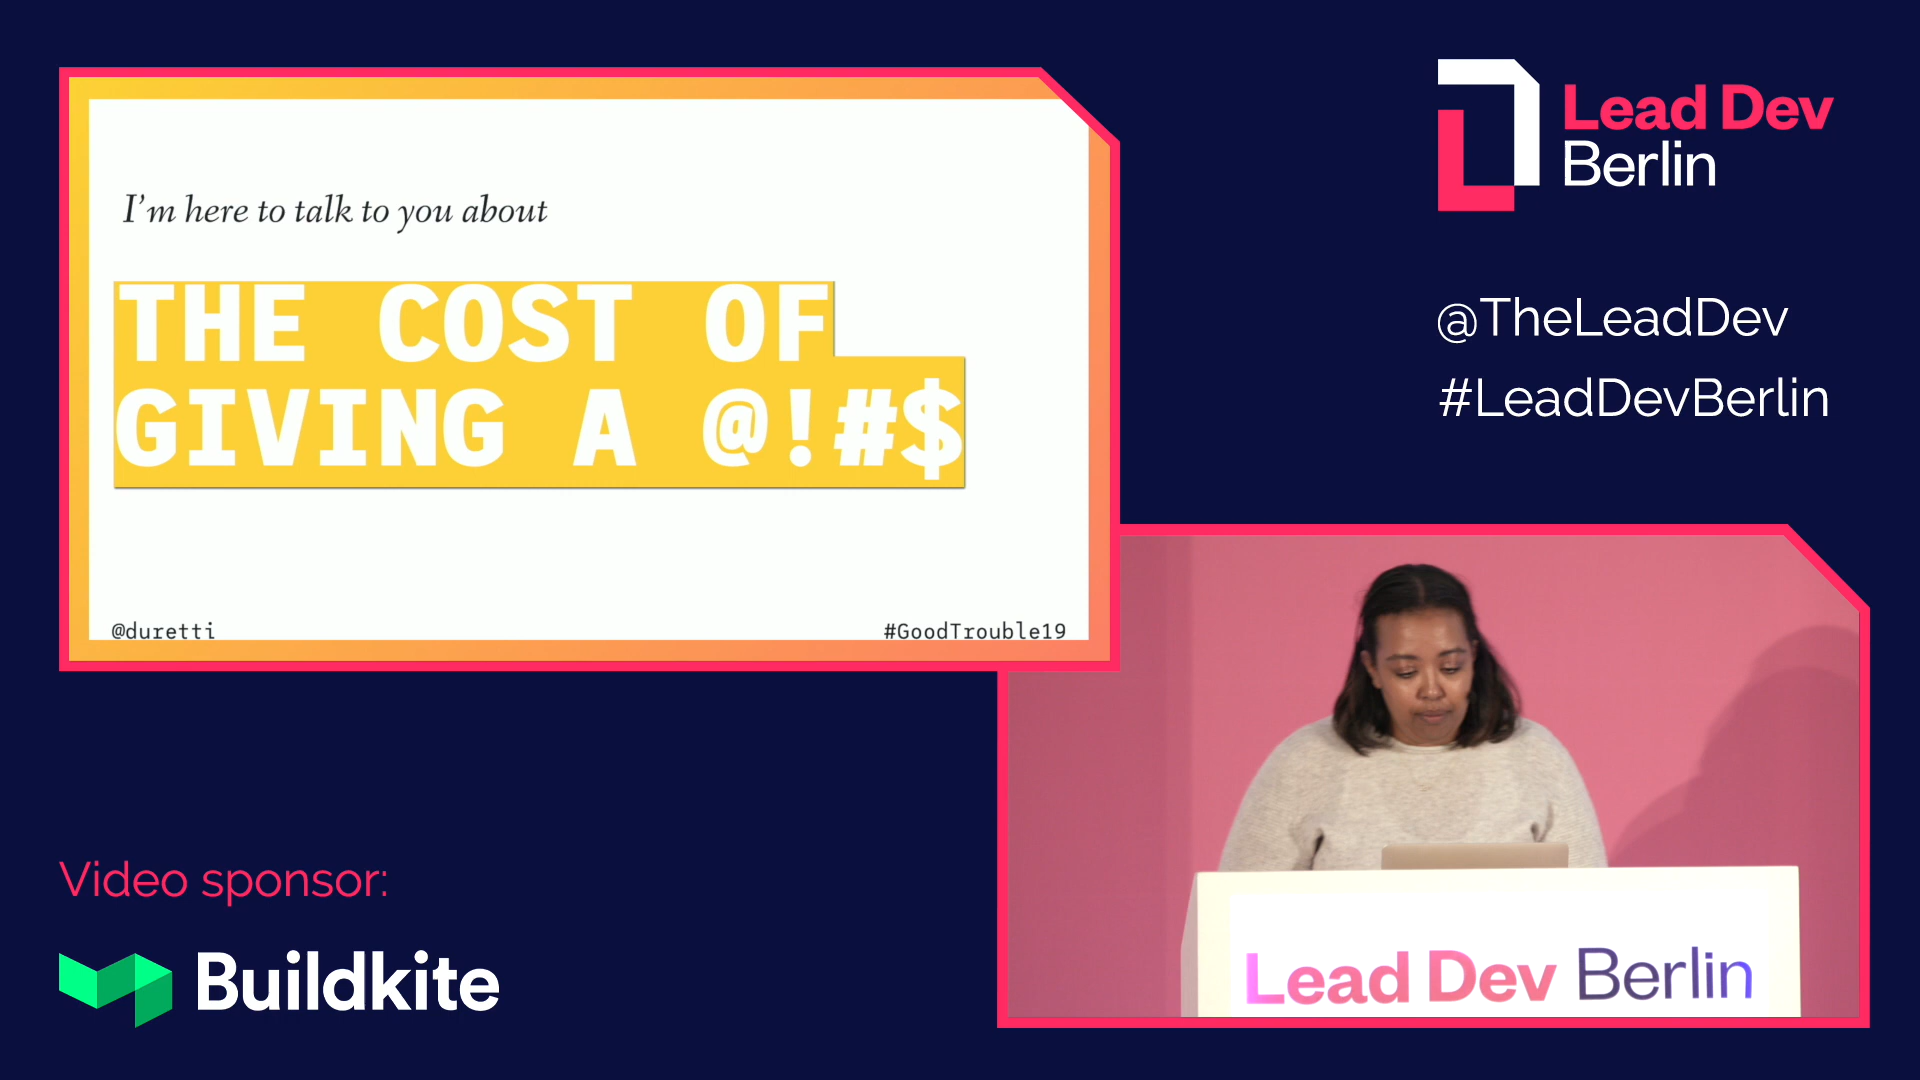 I'm here to talk to you about
THE COST OF
GIVING A @!#$
@duretti
#GoodTrouble19
Lead Dev
Berlin
@TheLeadDev
#LeadDevBerlin
Video sponsor:
Buildkite
Lead Dev Berlin